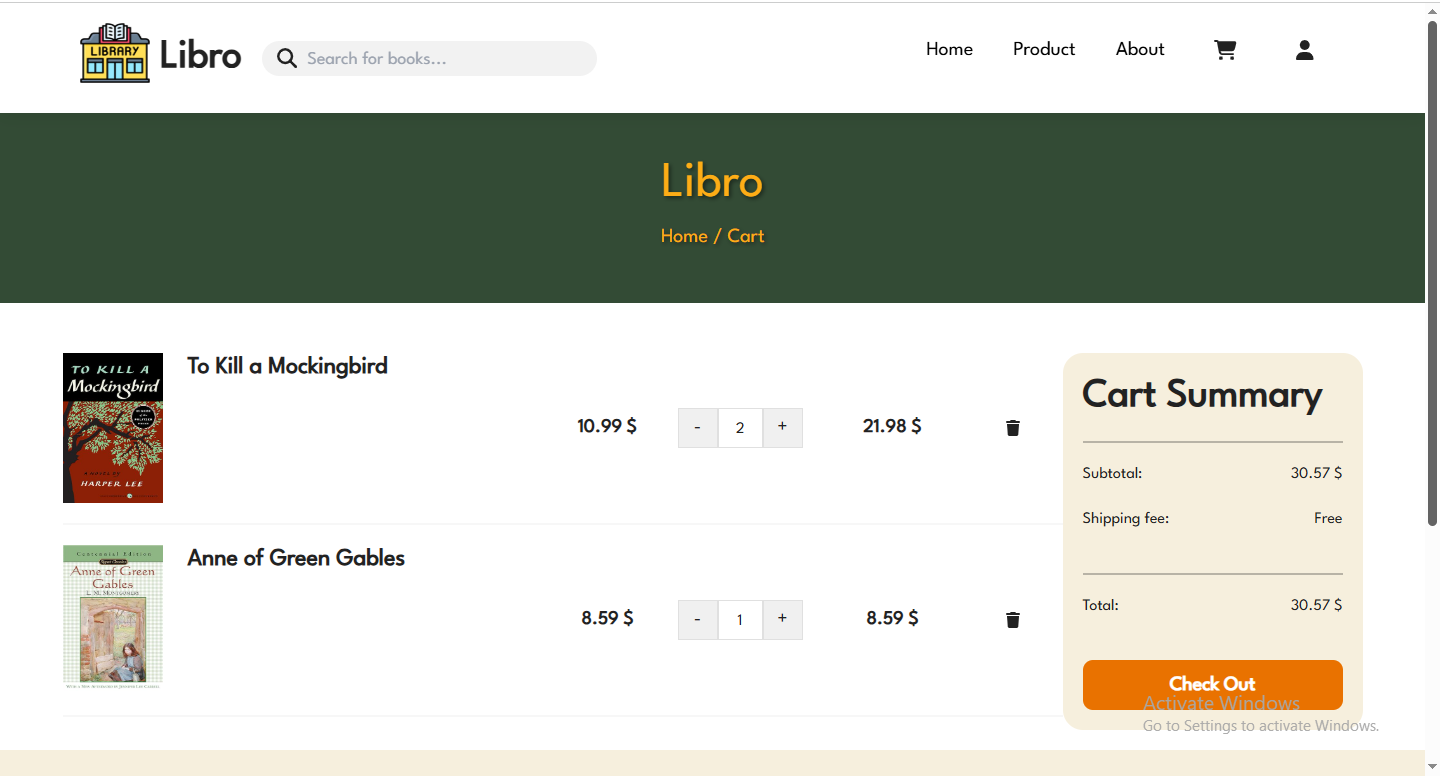 LIBRARY
Libro
Search for books...
Home
Product
About
Libro
Home / Cart
TO KILL A
Mockingbird
HARPER LEE
To Kill a Mockingbird
10.99 $
-
2
+
21.98 $
Centennial Edition
Anne of Green
Gables
L. M. MONTGOMERY
Anne of Green Gables
8.59 $
-
1
+
8.59 $
Cart Summary
Subtotal:
30.57 $
Shipping fee:
Free
Total:
30.57 $
Check Out
Activate Windows
Go to Settings to activate Windows.